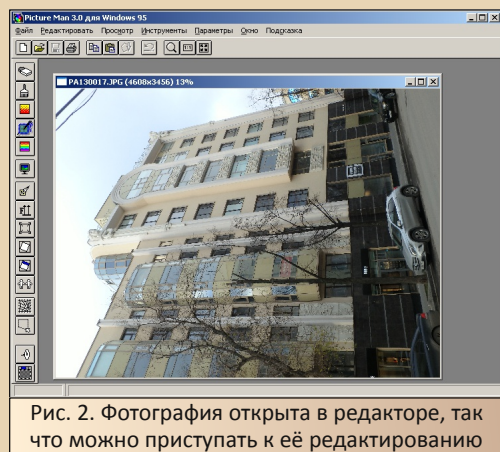 Picture Man 3.0 для Windows 95
Файл Редактировать Просмотр Инструменты Параметры Окно Подсказка
PA130017.JPG (4608x3456) 13%
Рис. 2. Фотография открыта в редакторе, так
что можно приступать к её редактированию